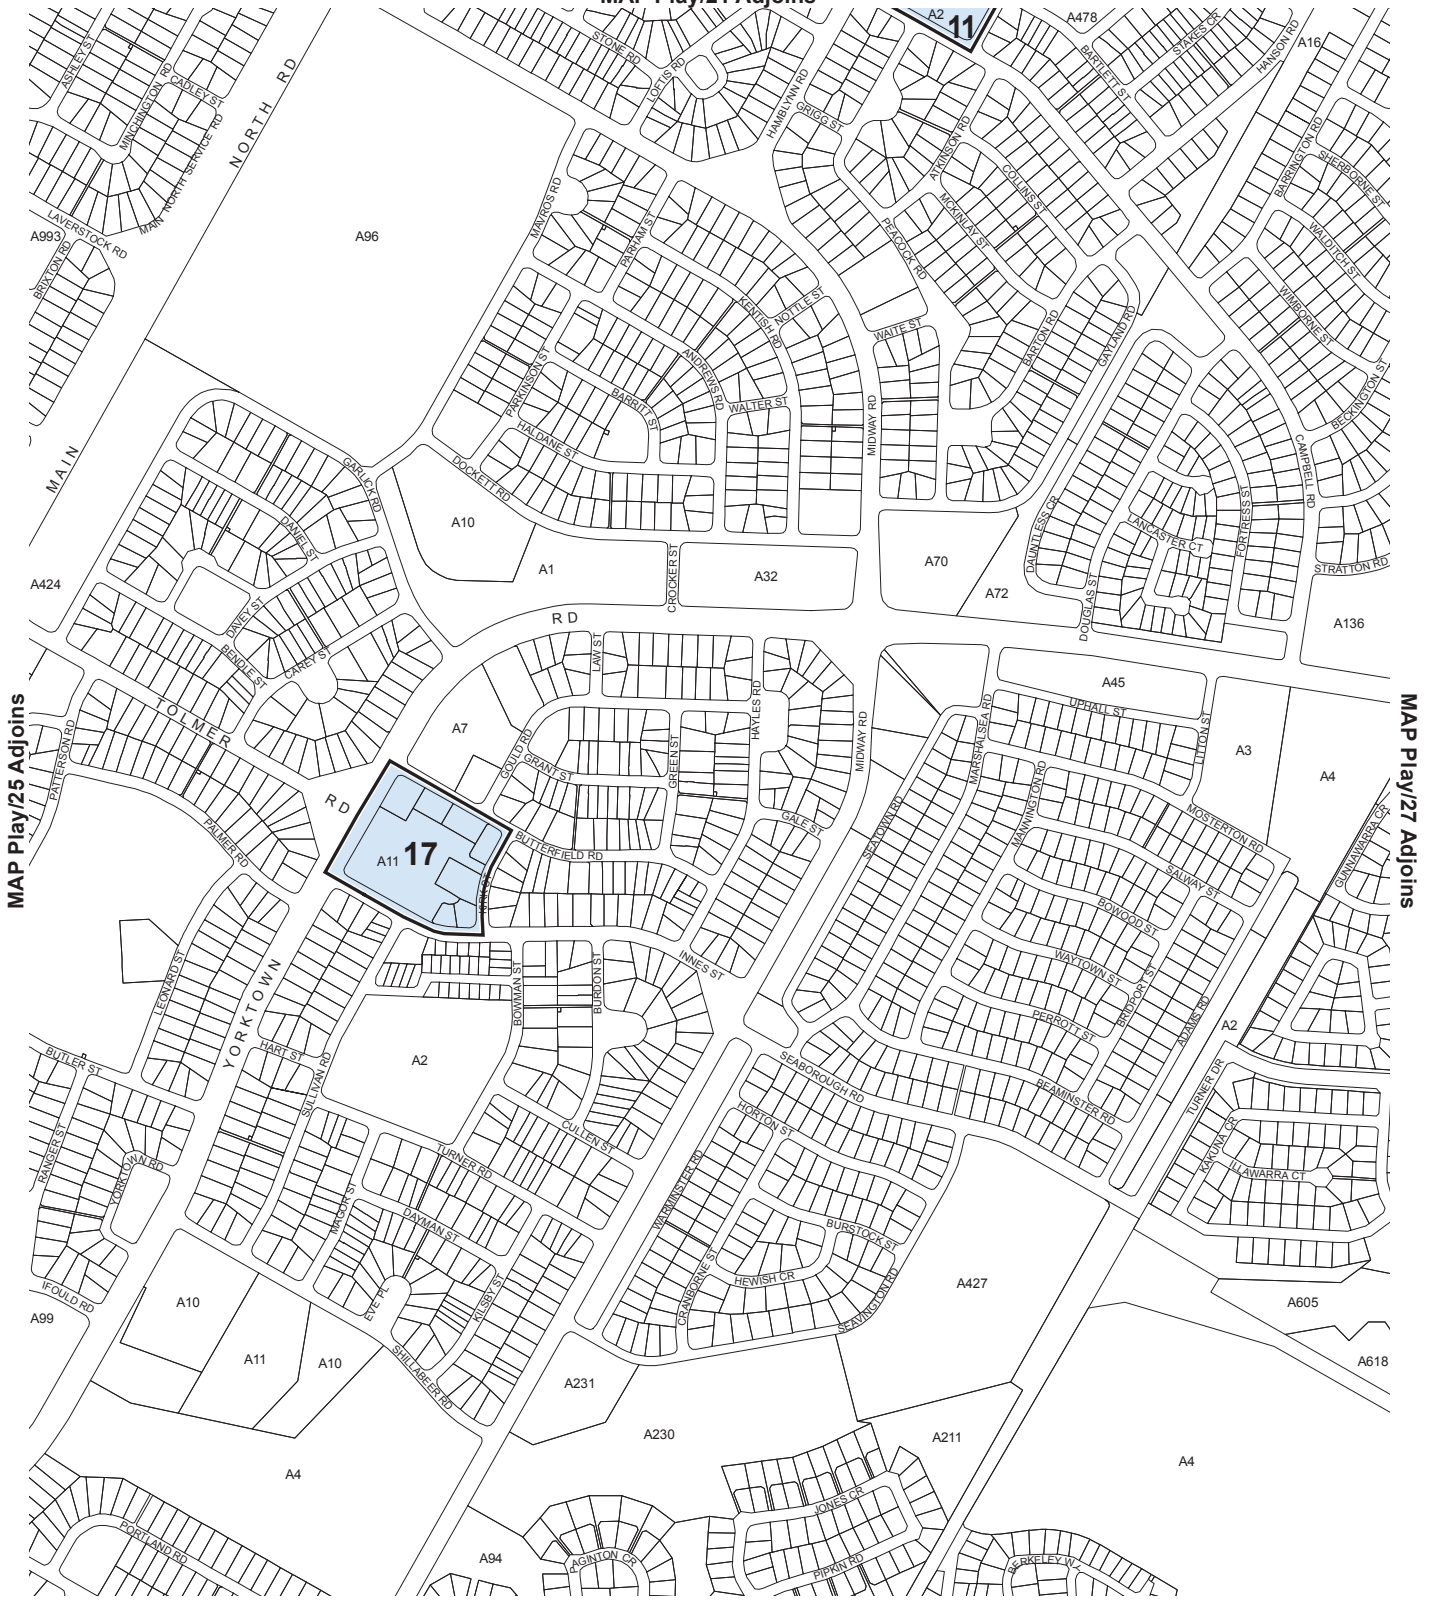 MAP Play/21 Adjoins
A2
11
A478
STAKES CR
HANSON RD
A16
ASHLEY ST
STONE RD
LOFTIS RD
BARTLETT ST
MINCHINGTON RD
CADLEY ST
NORTH RD
HAMBLYNN RD
GRIGG ST
ATKINSON RD
BARRINGTON RD
SHERBORNE ST
MAIN NORTH SERVICE RD
COLLINS ST
MCKINLAY ST
MAVROS RD
PARHAM ST
PEACOCK RD
LAVERSTOCK RD
A993
BRIXTON RD
A96
WALDITCH ST
WIMBORNE ST
KENTISH RD
NOTTLE ST
WAITE ST
BARTON RD
GAYLAND RD
ANDREWS RD
PARKINSON ST
BARRITT ST
WALTER ST
BECKINGTON ST
MIDWAY RD
HALDANE ST
DOCKETT RD
GARLICK RD
CAMPBELL RD
MAIN
DANIEL ST
A10
DAUNTLESS CR
LANCASTER CT
FORTRESS ST
STRATTON RD
A1
CROCKER ST
A32
A70
A72
A424
DAVEY ST
DOUGLAS ST
A136
RD
BENDLE ST
CAREY ST
LAW ST
A45
UPHALL ST
TOLMER
HAYLES RD
MIDWAY RD
MARSHALSEA RD
LITTON ST
PATTERSON RD
A7
GOULD RD
GRANT ST
GREEN ST
A3
A4
MAP Play/25 Adjoins
MAP Play/27 Adjoins
RD
MANNINGTON RD
MOSTERTON RD
PALMER RD
GALE ST
SEATOWN RD
GUNAWARRA CR
A11
17
BUTTERFIELD RD
KIRK ST
SALWAY ST
BOWOOD ST
LEONARD ST
INNES ST
WAYTOWN ST
BOWMAN ST
BURDON ST
BRIDPORT ST
YORKTOWN
PERROTT ST
ADAMS RD
A2
HART ST
A2
BUTLER ST
SULLIVAN RD
SEABOROUGH RD
BEAMINSTER RD
TURNER DR
HORTON ST
RANGER ST
YORKTOWN RD
CULLEN ST
TURNER RD
KAKUNA CR
ILLAWARRA CT
MAGOR ST
DAYMAN ST
WARMINSTER RD
BURSTOCK ST
HEWISH CR
CRANBORNE ST
SEAVINGTON RD
A427
EVE PL
KILSBY ST
IFOULD RD
A10
A99
A605
A11
A10
SHILLABEER RD
A618
A231
A230
A211
A4
A4
JONES CR
PORTLAND RD
A94
PAGINTON CR
PIPKIN RD